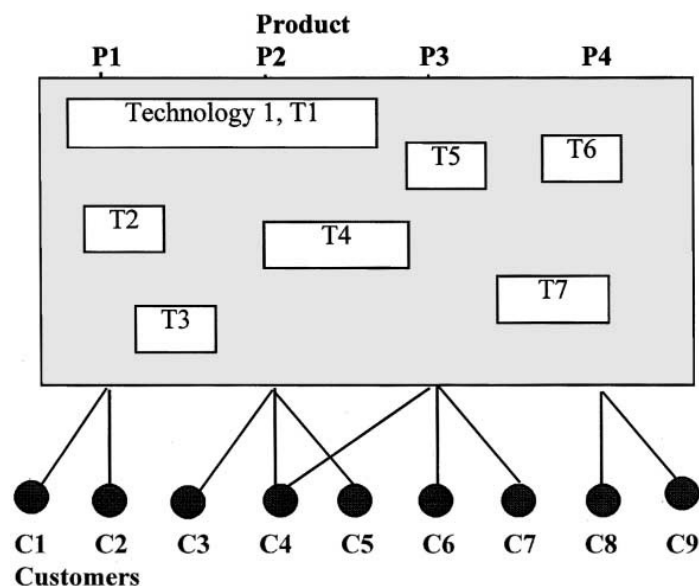 Product
P1 P2 P3 P4
Technology 1, T1
T5 T6
T2
T4
T7
T3
C1 C2 C3 C4 C5 C6 C7 C8 C9
Customers